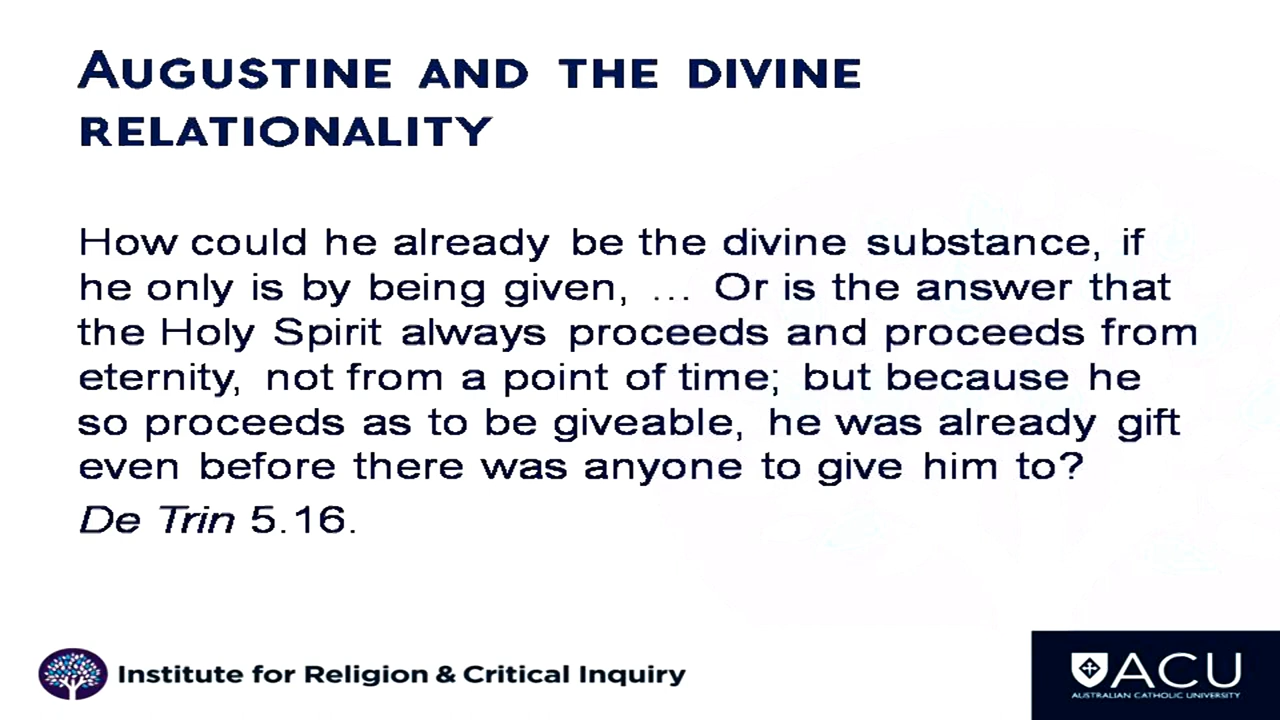 AUGUSTINE AND THE DIVINE
RELATIONALITY
How could he already be the divine substance, if
he only is by being given, ... Or is the answer that
the Holy Spirit always proceeds and proceeds from
eternity, not from a point of time; but because he
so proceeds as to be giveable, he was already gift
even before there was anyone to give him to?
De Trin 5.16.
Institute for Religion & Critical Inquiry
ACU
AUSTRALIAN CATHOLIC UNIVERSITY